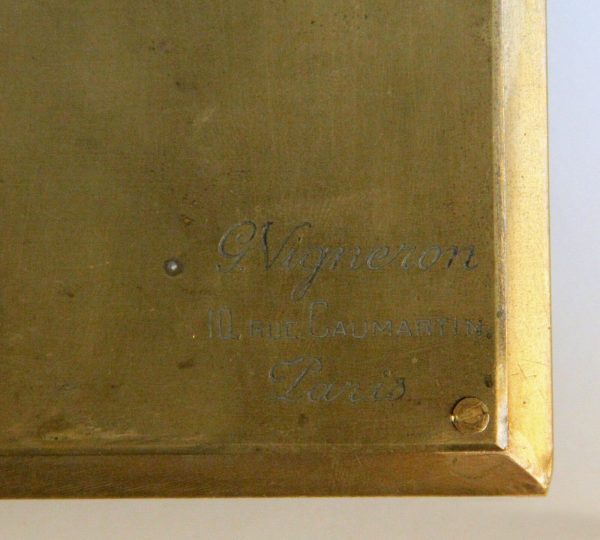 G. Vigneron
10, RUE CAUMARTIN.
Paris